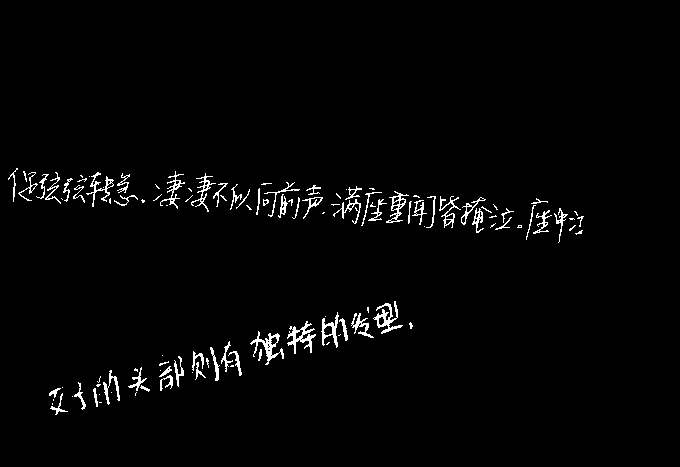 促弦弦转急.凄凄不似向前声.满座重闻皆掩泣。座中泣
对的头部则有独特的发型,